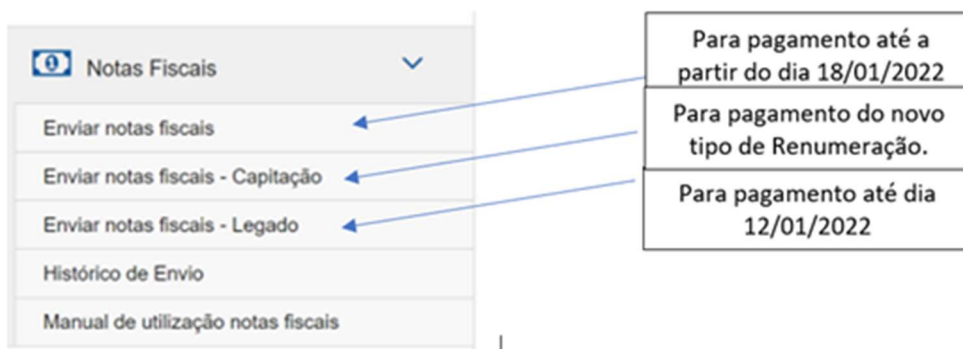 Notas Fiscais
Enviar notas fiscais
Enviar notas fiscais - Capitação
Enviar notas fiscais - Legado
Histórico de Envio
Manual de utilização notas fiscais
Para pagamento até a
partir do dia 18/01/2022
Para pagamento do novo
tipo de Renumeração.
Para pagamento até dia
12/01/2022